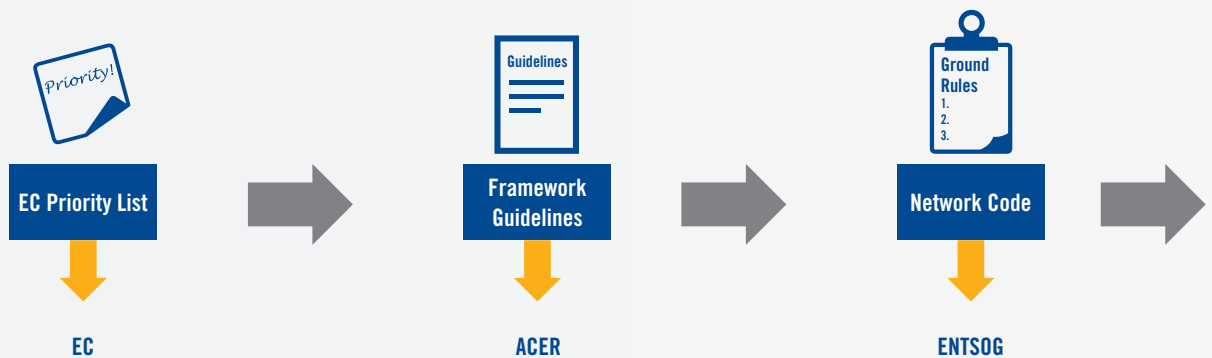 Priority!
Guidelines
Ground
Rules
1.
2.
3.
EC Priority List
Framework
Guidelines
Network Code
EC
ACER
ENTSOG